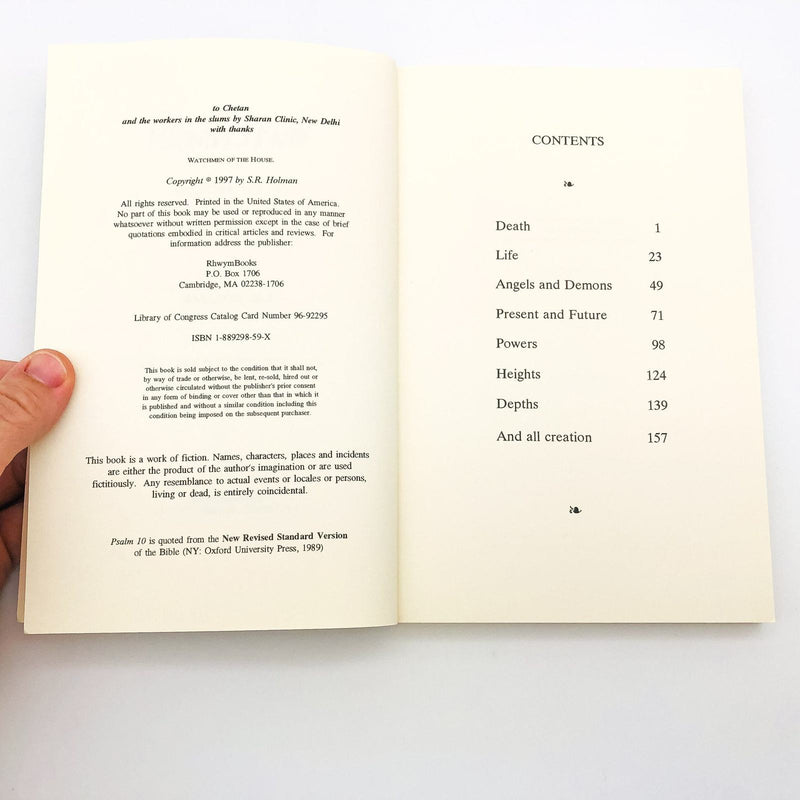 to Chetan
and the workers in the slums by Sharan Clinic, New Delhi
with thanks
WATCHMEN OF THE HOUSE.
Copyright © 1997 by S.R. Holman
All rights reserved. Printed in the United States of America.
No part of this book may be used or reproduced in any manner
whatsoever without written permission except in the case of brief
quotations embodied in critical articles and reviews. For
information address the publisher:
RhwymBooks
P.O. Box 1706
Cambridge, MA 02238-1706
Library of Congress Catalog Card Number 96-92295
ISBN 1-889298-59-X
This book is sold subject to the condition that it shall not,
by way of trade or otherwise, be lent, re-sold, hired out or
otherwise circulated without the publisher's prior consent
in any form of binding or cover other than that in which it
is published and without a similar condition including this
condition being imposed on the subsequent purchaser.
This book is a work of fiction. Names, characters, places and incidents
are either the product of the author's imagination or are used
fictitiously. Any resemblance to actual events or locales or persons,
living or dead, is entirely coincidental.
Psalm 10 is quoted from the New Revised Standard Version
of the Bible (NY: Oxford University Press, 1989)
CONTENTS
Death 1
Life 23
Angels and Demons 49
Present and Future 71
Powers 98
Heights 124
Depths 139
And all creation 157